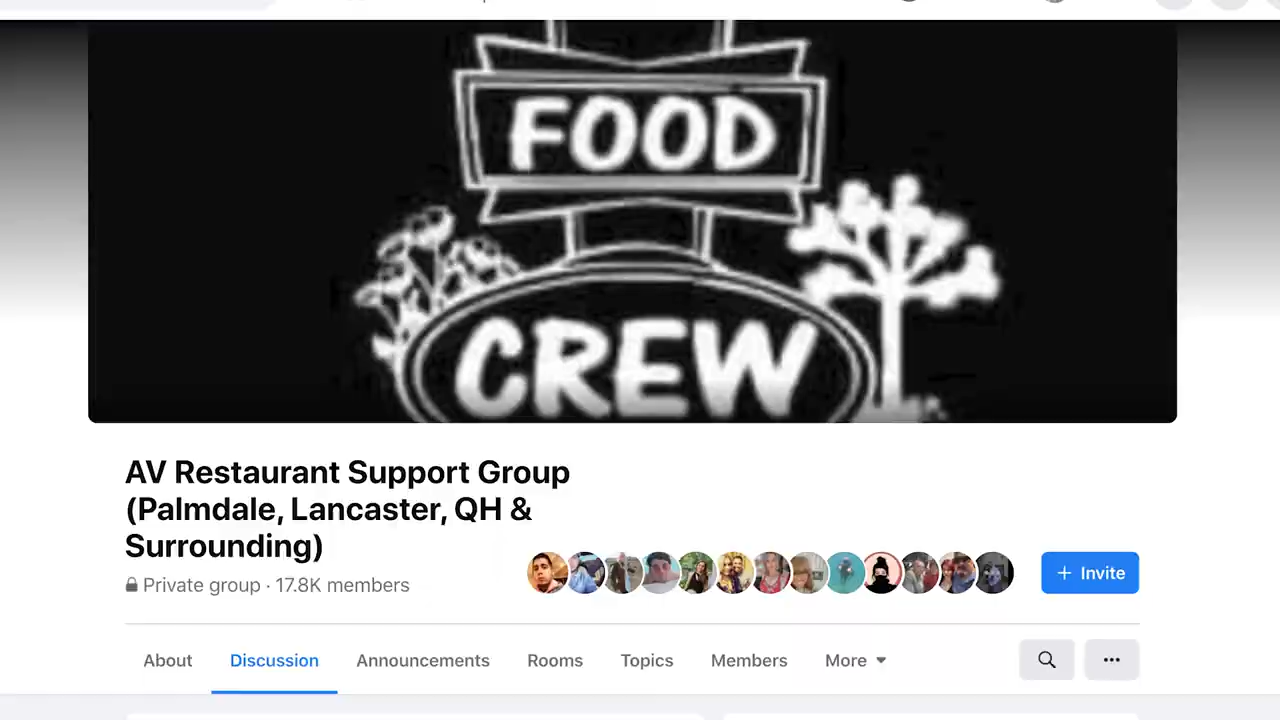 FOOD
CREW
AV Restaurant Support Group
(Palmdale, Lancaster, QH &
Surrounding)
Private group · 17.8K members
+ Invite
About Discussion Announcements Rooms Topics Members More